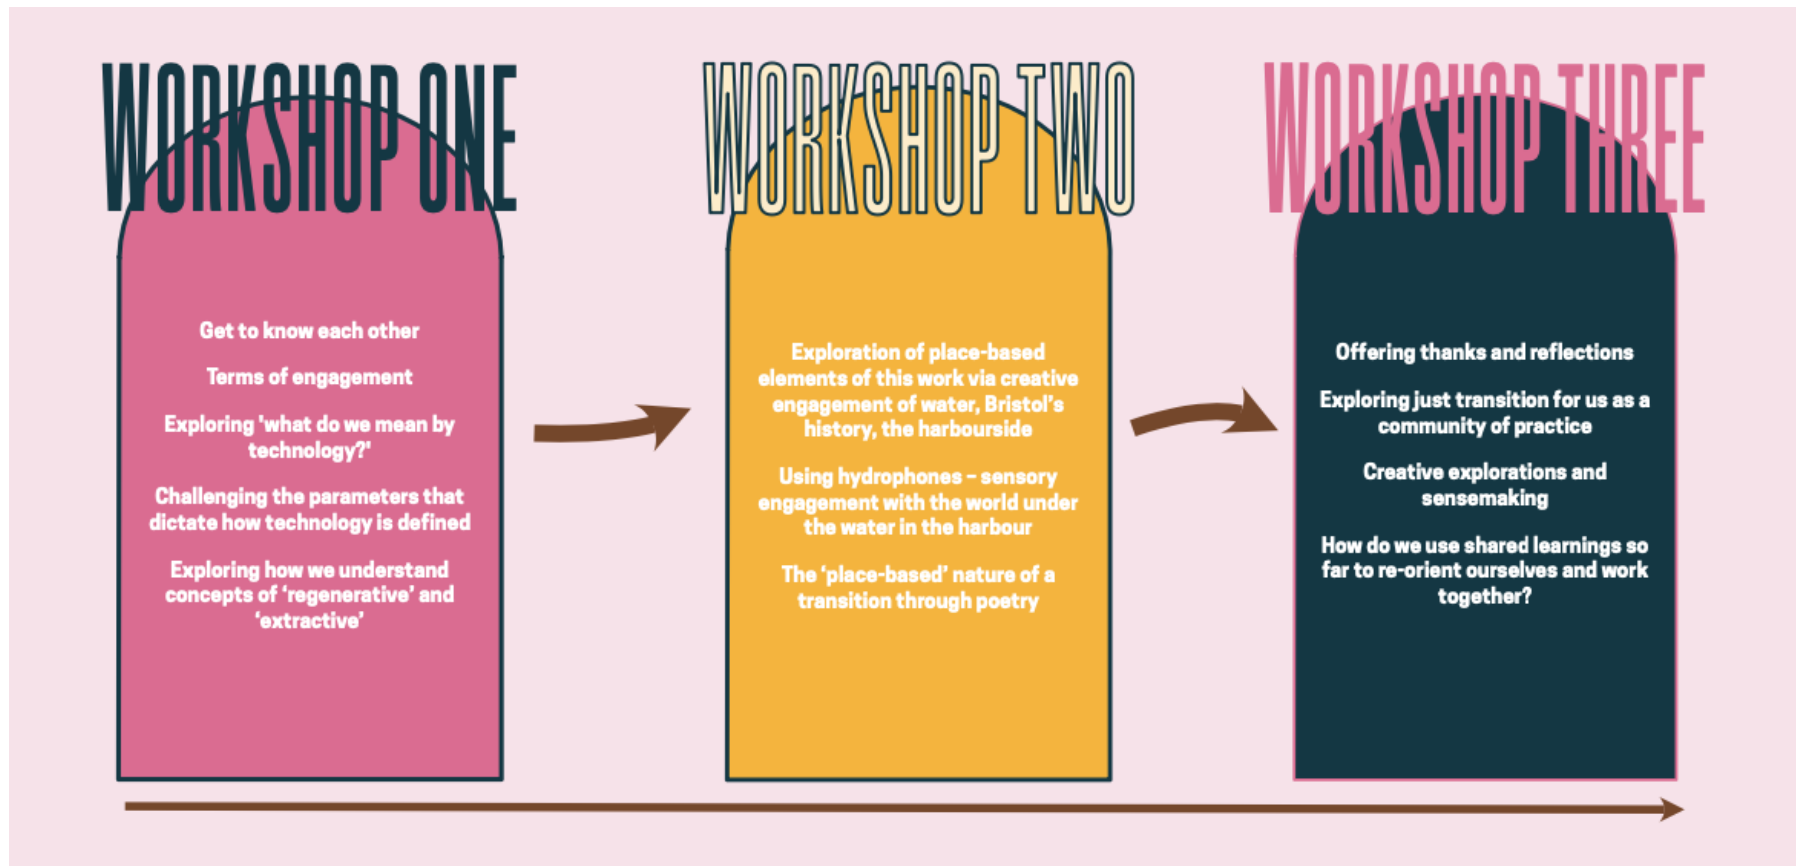 WORKSHOP ONE
Get to know each other
Terms of engagement
Exploring 'what do we mean by
technology?'
Challenging the parameters that
dictate how technology is defined
Exploring how we understand
concepts of ‘regenerative’ and
‘extractive’
WORKSHOP TWO
Exploration of place-based
elements of this work via creative
engagement of water, Bristol’s
history, the harbourside
Using hydrophones – sensory
engagement with the world under
the water in the harbour
The ‘place-based’ nature of a
transition through poetry
WORKSHOP THREE
Offering thanks and reflections
Exploring just transition for us as a
community of practice
Creative explorations and
sensemaking
How do we use shared learnings so
far to re-orient ourselves and work
together?